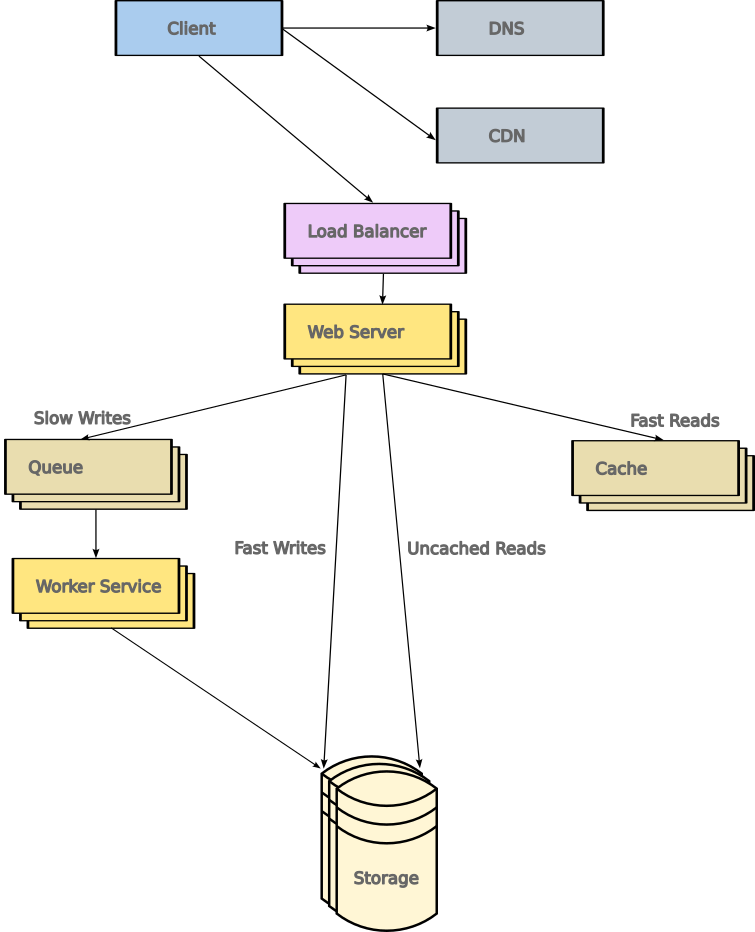 Client
DNS
CDN
Load Balancer
Web Server
Slow Writes
Fast Reads
Queue
Cache
Fast Writes
Uncached Reads
Worker Service
Storage